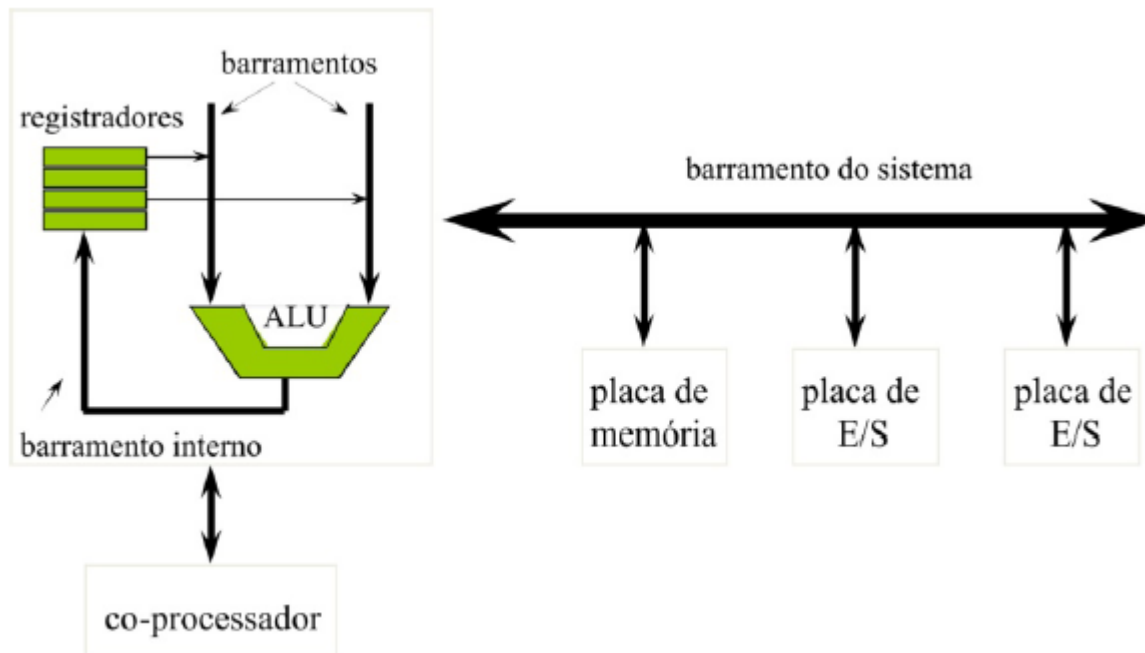 barramentos
registradores
barramento do sistema
ALU
placa de
memória
placa de
E/S
placa de
E/S
barramento interno
co-processador